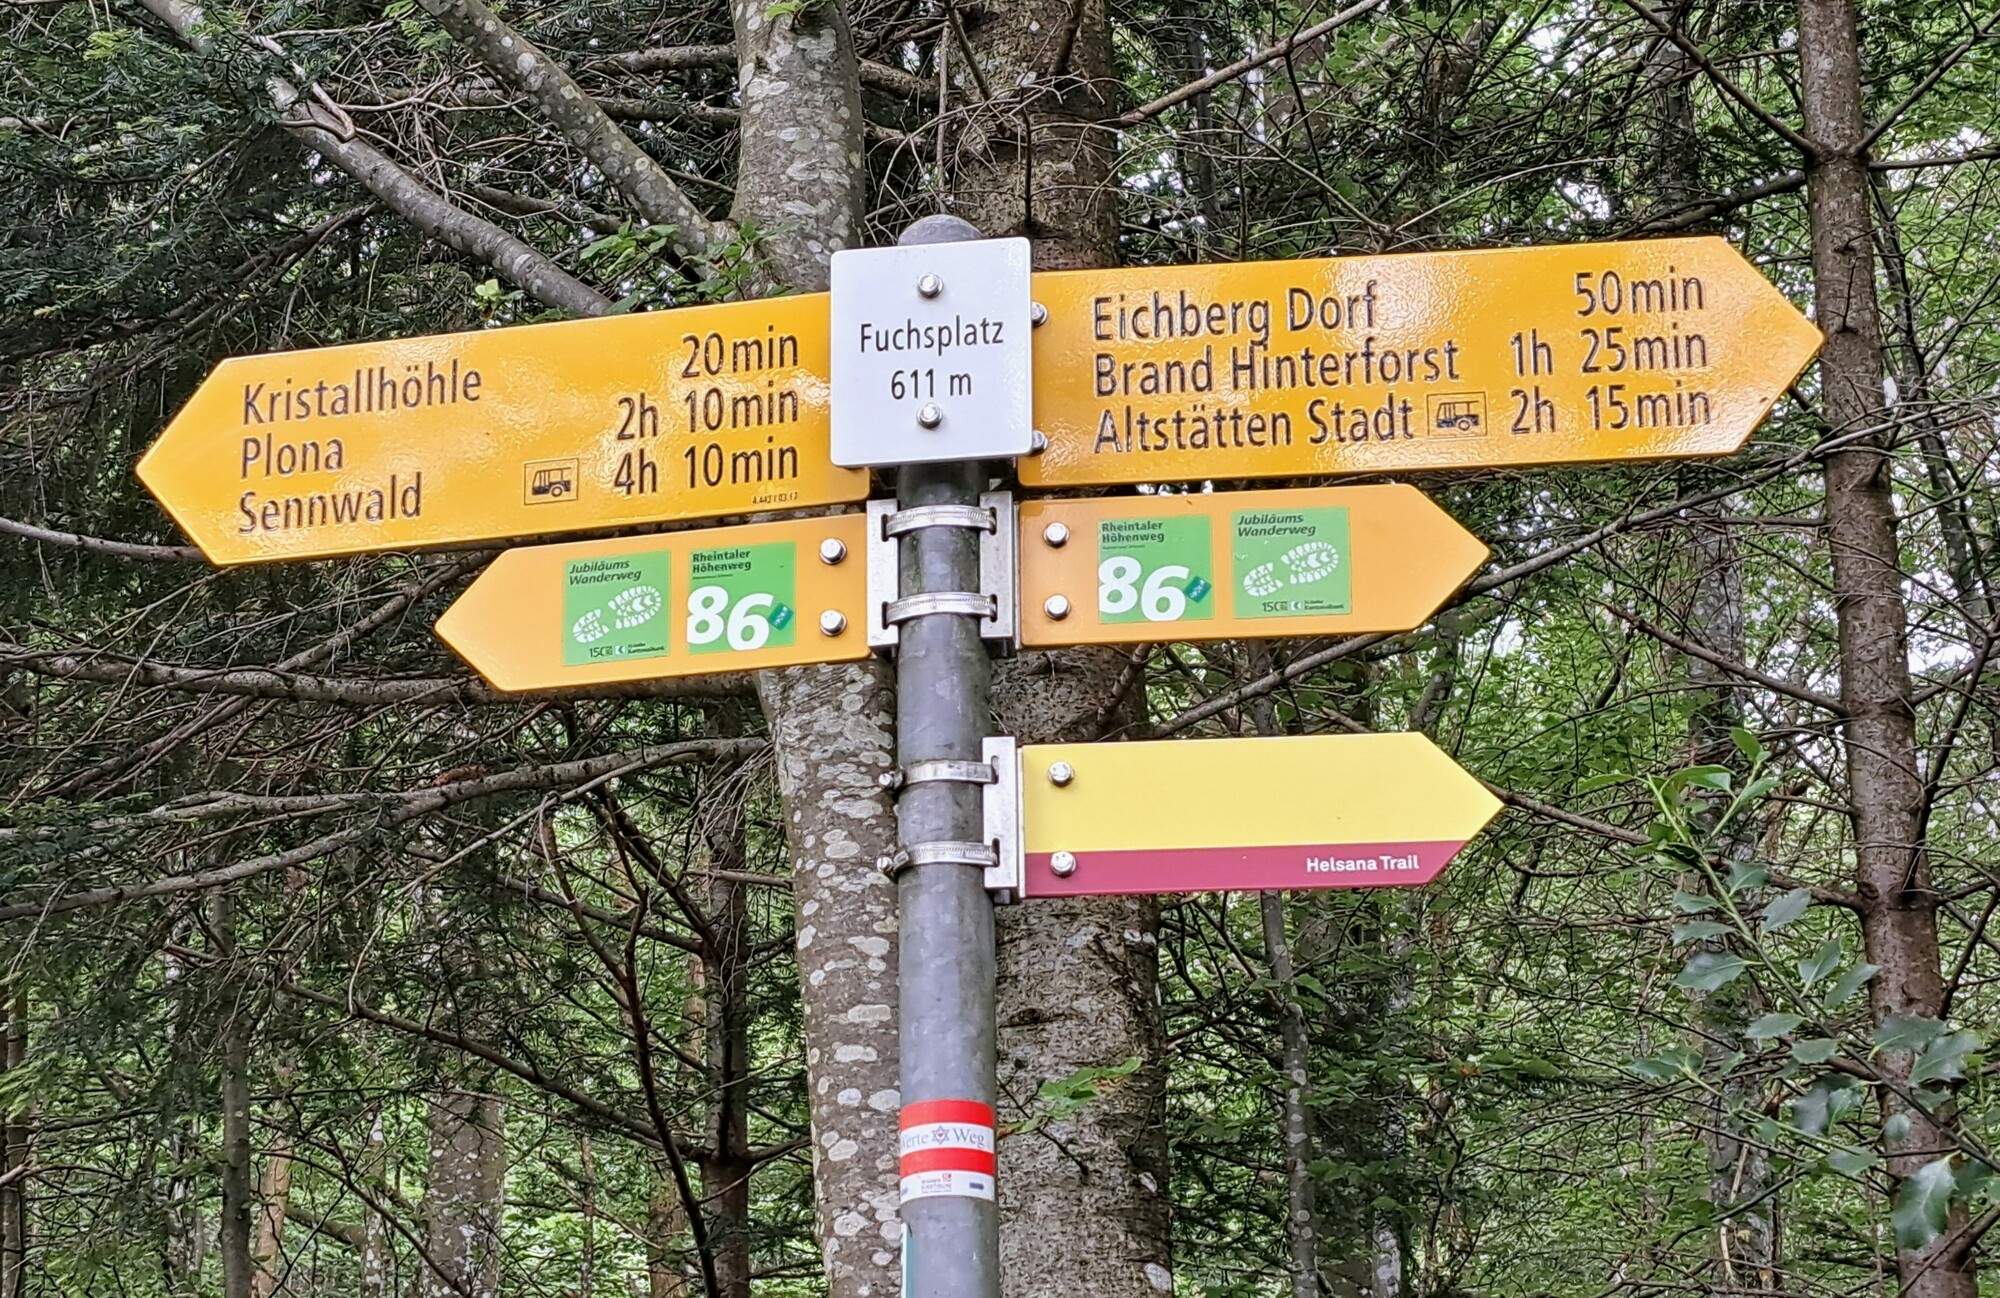 Fuchsplatz
611 m
Kristallhöhle 20min
Plona 2h 10min
Sennwald 4h 10min
Eichberg Dorf 50min
Brand Hinterforst 1h 25min
Altstätten Stadt 2h 15min
Jubiläums
Wanderweg
Rheintaler
Höhenweg
86
Rheintaler
Höhenweg
86
Jubiläums
Wanderweg
Helsana Trail
Weg